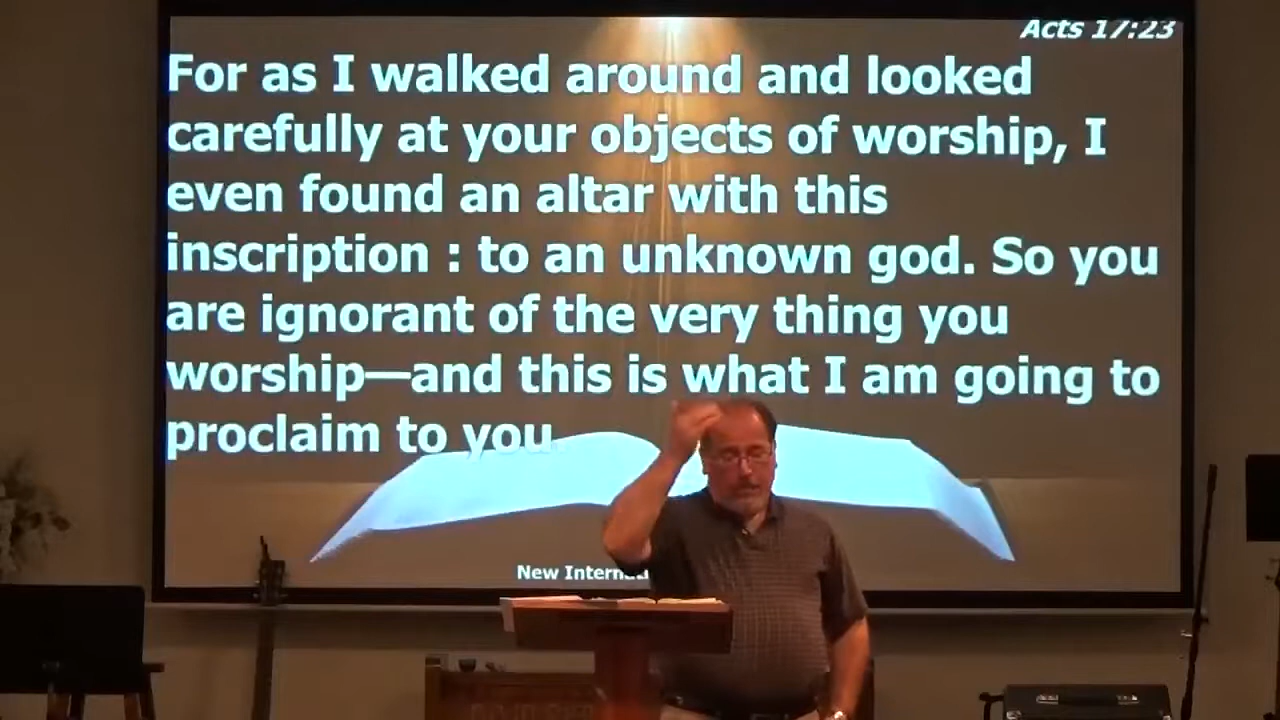 Acts 17:23
For as I walked around and looked
carefully at your objects of worship, I
even found an altar with this
inscription : to an unknown god. So you
are ignorant of the very thing you
worship—and this is what I am going to
proclaim to you.
New